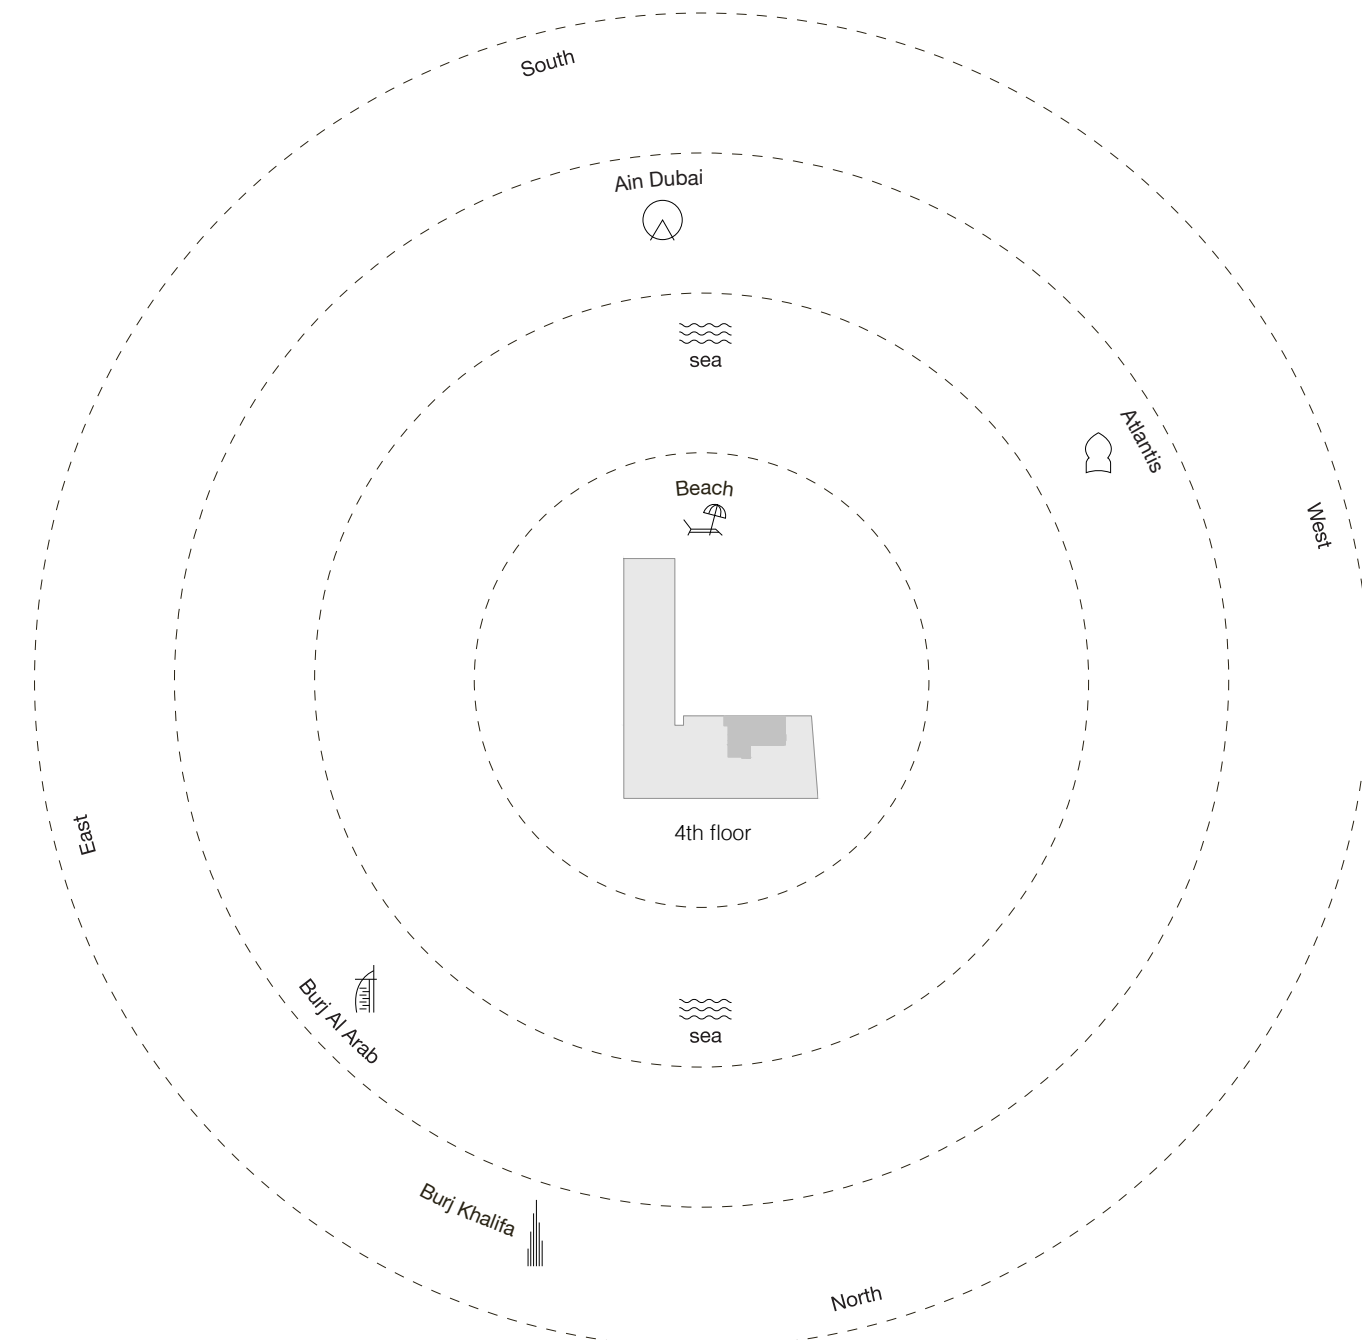 South
Ain Dubai
sea
Atlantis
Beach
West
4th floor
East
Burj Al Arab
sea
Burj Khalifa
North